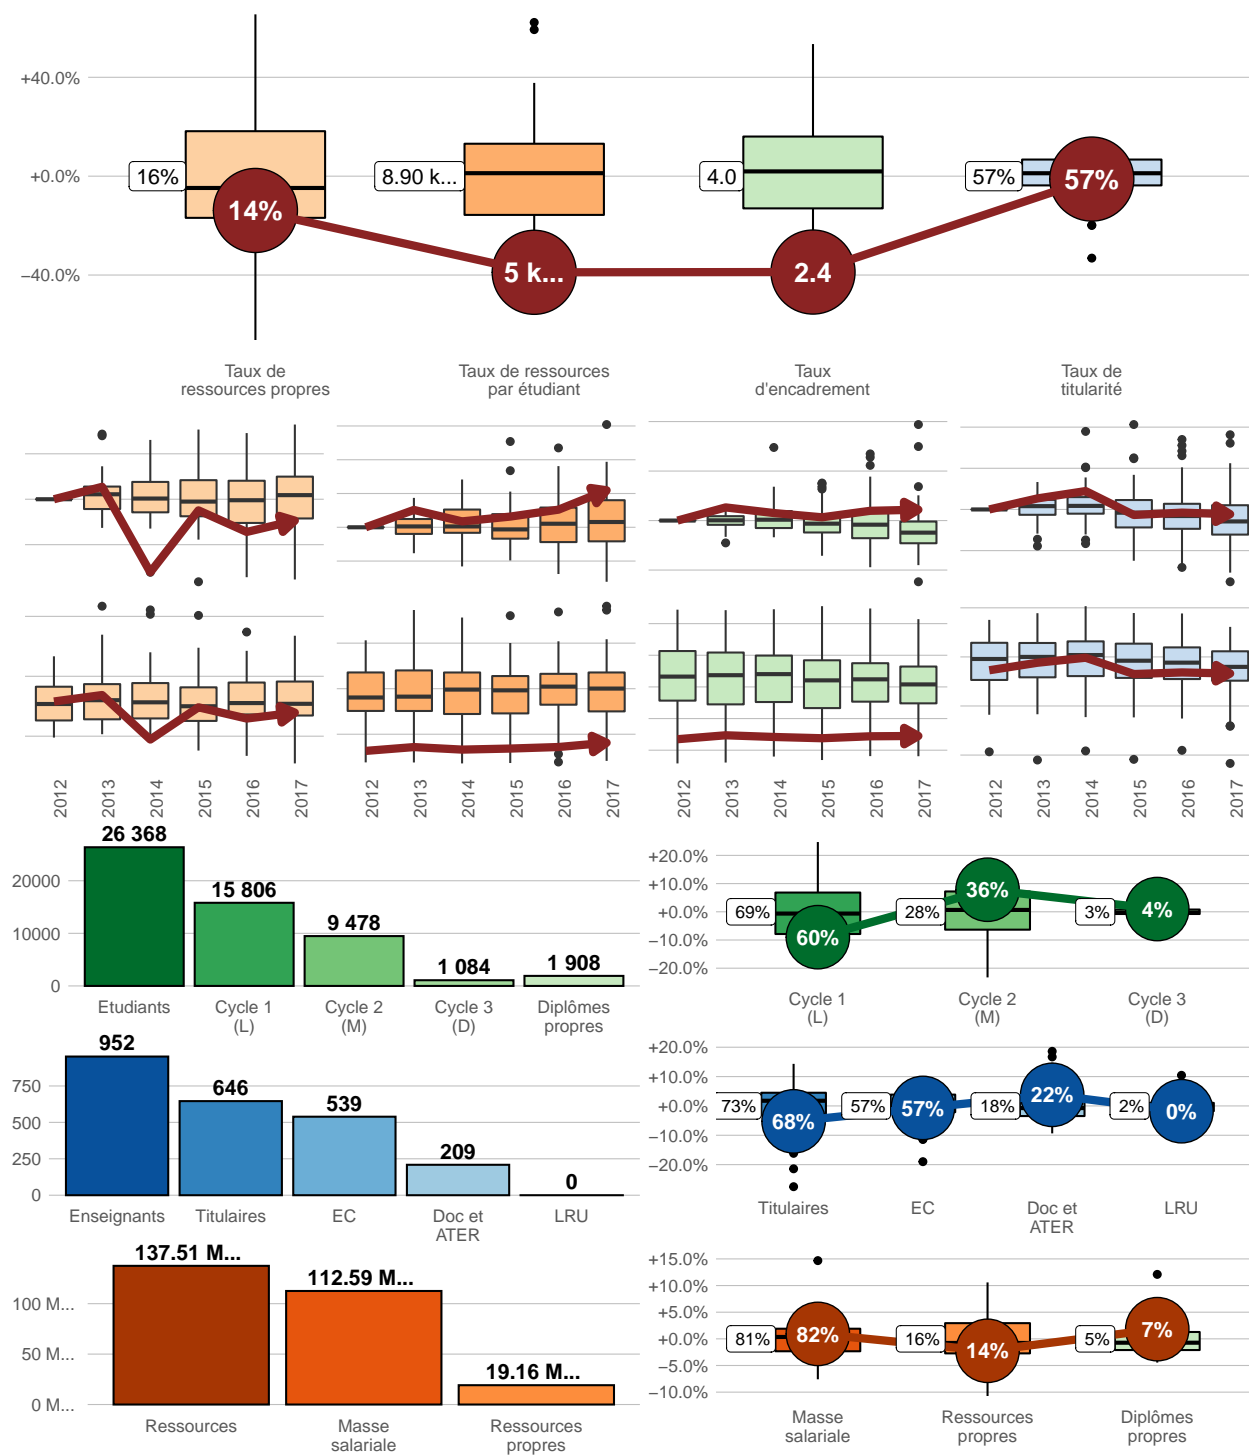 +40.0%
+0.0%
−40.0%
16%
8.90 k...
4.0
57%
14%
5 k...
2.4
57%
Taux de
ressources propres
Taux de ressources
par étudiant
Taux
d'encadrement
Taux de
titularité
2012
2013
2014
2015
2016
2017
2012
2013
2014
2015
2016
2017
2012
2013
2014
2015
2016
2017
2012
2013
2014
2015
2016
2017
20000
10000
0
26 368
15 806
9 478
1 084
1 908
Etudiants
Cycle 1
(L)
Cycle 2
(M)
Cycle 3
(D)
Diplômes
propres
+20.0%
+10.0%
+0.0%
−10.0%
−20.0%
69%
60%
28%
36%
3%
4%
Cycle 1
(L)
Cycle 2
(M)
Cycle 3
(D)
750
500
250
0
952
646
539
209
0
Enseignants
Titulaires
EC
Doc et
ATER
LRU
+20.0%
+10.0%
+0.0%
−10.0%
−20.0%
73%
68%
57%
57%
18%
22%
2%
0%
Titulaires
EC
Doc et
ATER
LRU
100 M...
50 M...
0 M...
137.51 M...
112.59 M...
19.16 M...
Ressources
Masse
salariale
Ressources
propres
+15.0%
+10.0%
+5.0%
+0.0%
−5.0%
−10.0%
81%
82%
16%
14%
5%
7%
Masse
salariale
Ressources
propres
Diplômes
propres